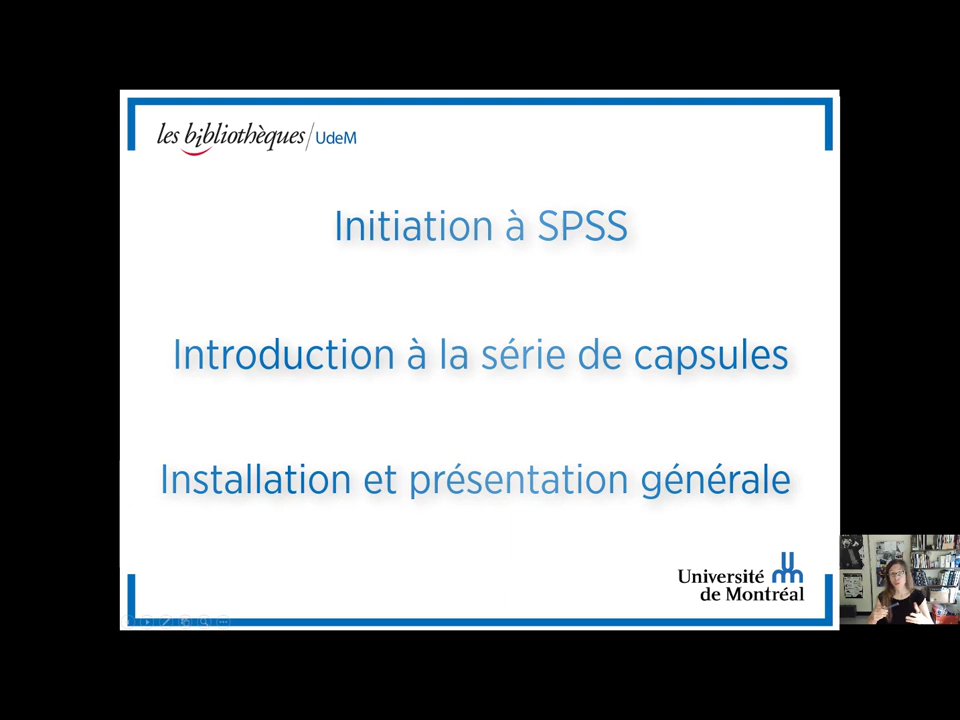 les bibliothèques/UdeM
Initiation à SPSS
Introduction à la série de capsules
Installation et présentation générale
Université
de Montréal